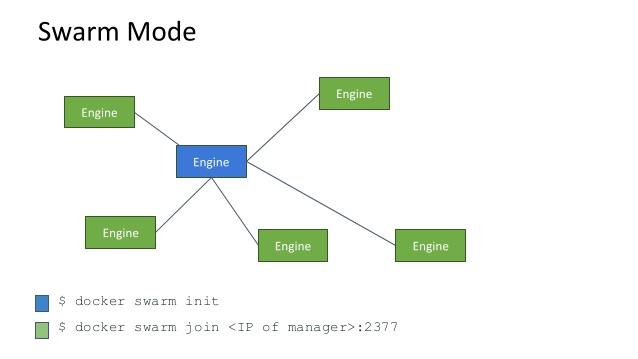 Swarm Mode
Engine
Engine
Engine
Engine
Engine
Engine
$ docker swarm init
$ docker swarm join <IP of manager>:2377